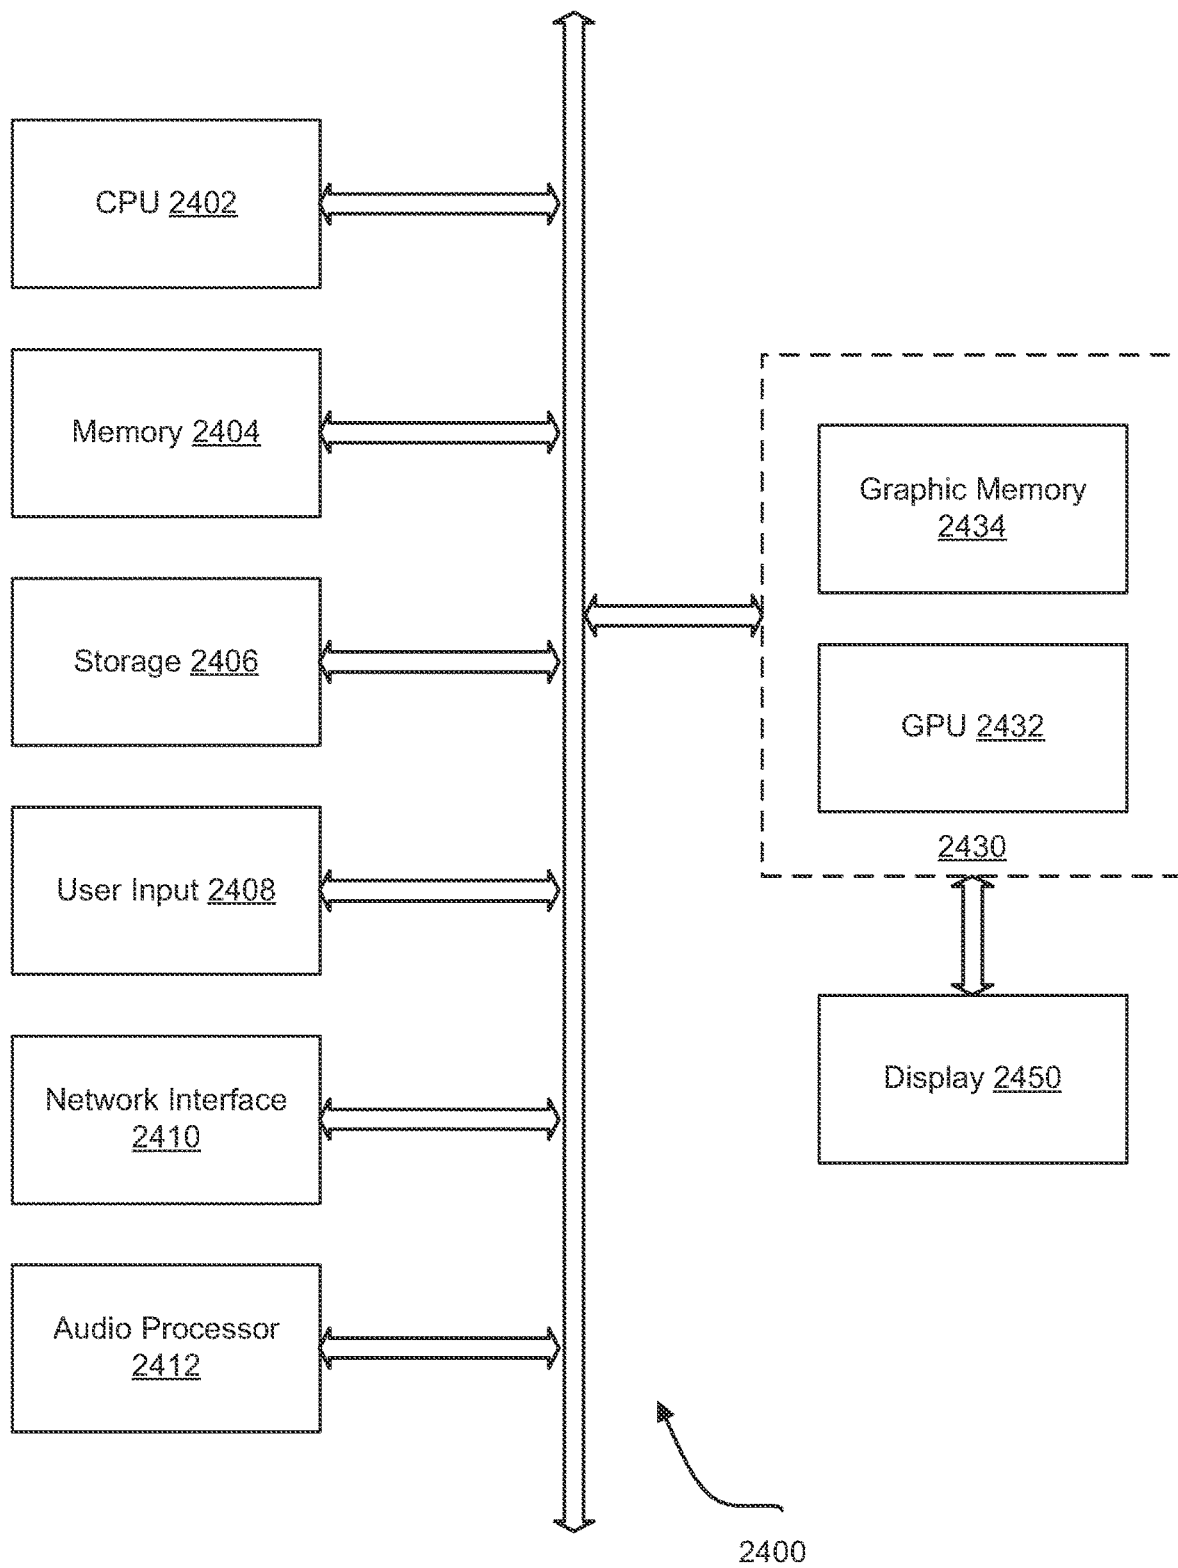 CPU 2402
Memory 2404
Storage 2406
User Input 2408
Network Interface
2410
Audio Processor
2412
Graphic Memory
2434
GPU 2432
2430
Display 2450
2400